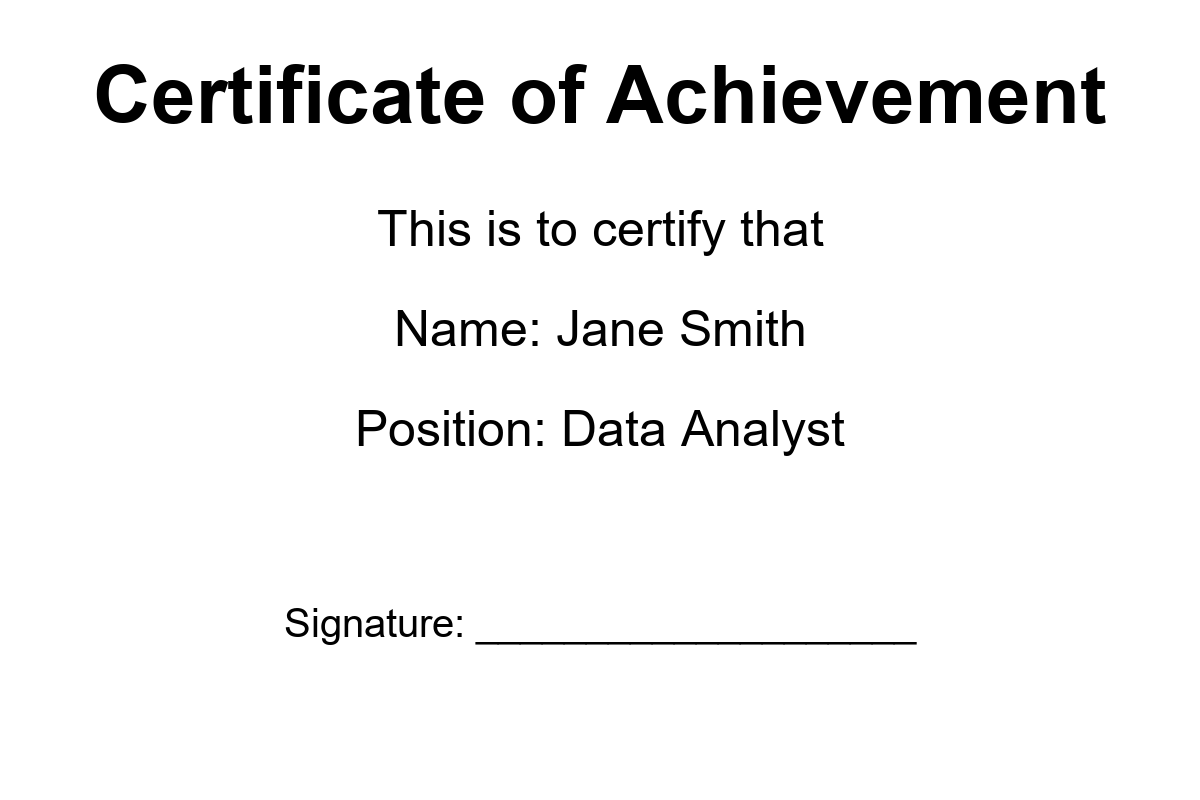 Certificate of Achievement
This is to certify that
Name: Jane Smith
Position: Data Analyst
Signature: ____________________